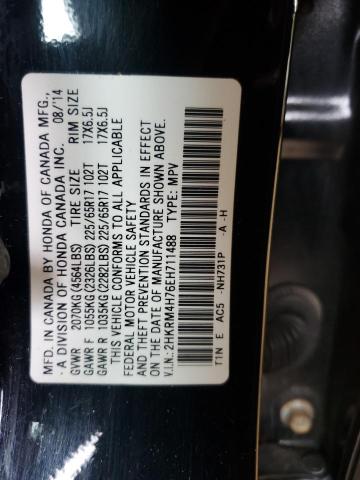 MFD. IN CANADA BY HONDA OF CANADA MFG.,
- A DIVISION OF HONDA CANADA INC. 08/14
GVWR 2070KG(4564LBS) TIRE SIZE RIM SIZE
GAWR F 1055KG(2326LBS) 225/65R17 102T 17X6.5J
GAWR R 1035KG(2282LBS) 225/65R17 102T 17X6.5J
THIS VEHICLE CONFORMS TO ALL APPLICABLE
FEDERAL MOTOR VEHICLE SAFETY
AND THEFT PREVENTION STANDARDS IN EFFECT
ON THE DATE OF MANUFACTURE SHOWN ABOVE.
V.I.N.: 2HKRM4H76EH711488 TYPE: MPV
T1N E AC5 -NH731P -A -H